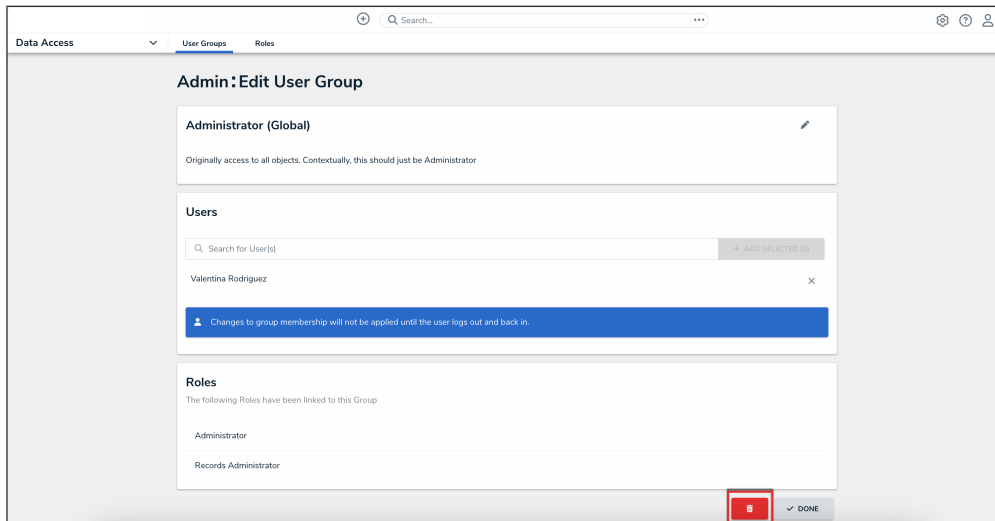 Search...
Data Access
User Groups
Roles
Admin:Edit User Group
Administrator (Global)
Originally access to all objects. Contextually, this should just be Administrator
Users
Search for User(s)
+ ADD SELECTED (0)
Valentina Rodriguez
Changes to group membership will not be applied until the user logs out and back in.
Roles
The following Roles have been linked to this Group
Administrator
Records Administrator
DONE